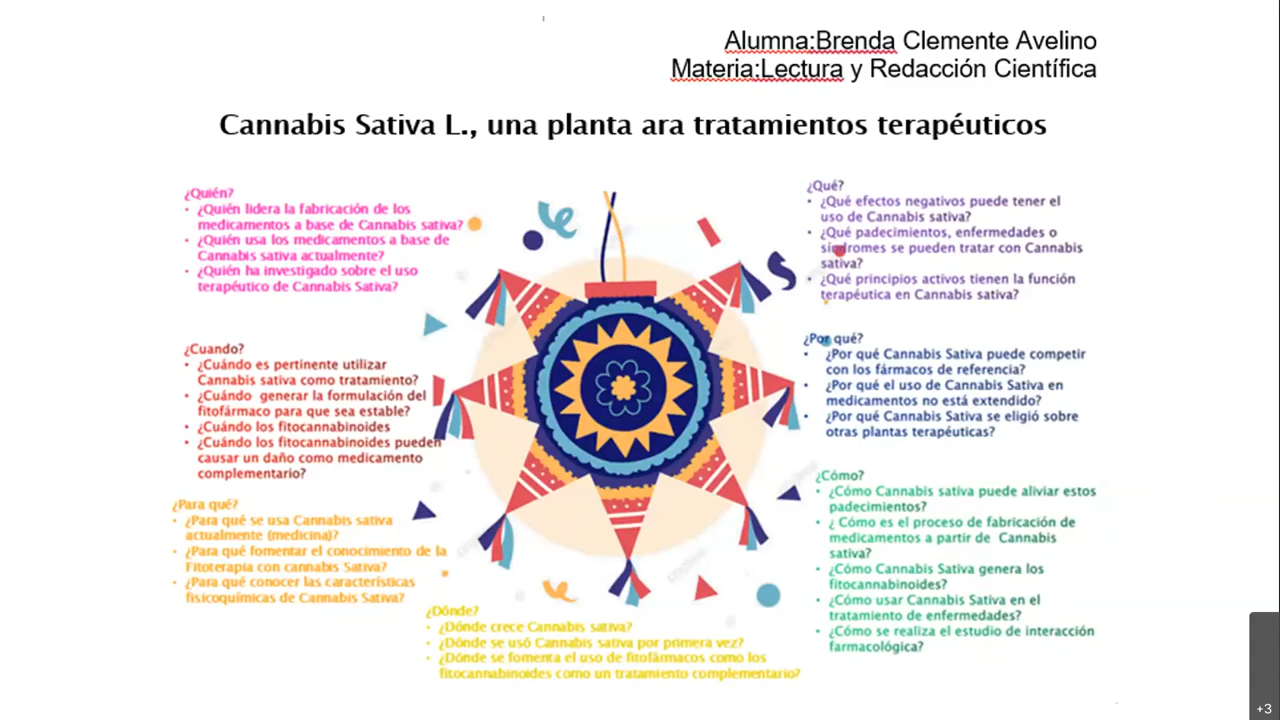 Alumna:Brenda Clemente Avelino
Materia:Lectura y Redacción Científica
Cannabis Sativa L., una planta ara tratamientos terapéuticos
¿Quién?
• ¿Quién lidera la fabricación de los
medicamentos a base de Cannabis sativa?
• ¿Quién usa los medicamentos a base de
Cannabis sativa actualmente?
• ¿Quién ha investigado sobre el uso
terapéutico de Cannabis Sativa?
¿Cuando?
• ¿Cuándo es pertinente utilizar
Cannabis sativa como tratamiento?
• ¿Cuándo generar la formulación del
fitofármaco para que sea estable?
• ¿Cuándo los fitocannabinoides
• ¿Cuándo los fitocannabinoides pueden
causar un daño como medicamento
complementario?
¿Para qué?
• ¿Para qué se usa Cannabis sativa
actualmente (medicina)?
• ¿Para qué fomentar el conocimiento de la
Fitoterapia con cannabis Sativa?
• ¿Para qué conocer las características
fisicoquímicas de Cannabis Sativa?
¿Dónde?
• ¿Dónde crece Cannabis sativa?
• ¿Dónde se usó Cannabis sativa por primera vez?
• ¿Dónde se fomenta el uso de fitofármacos como los
fitocannabinoides como un tratamiento complementario?
¿Qué?
• ¿Qué efectos negativos puede tener el
uso de Cannabis sativa?
• ¿Qué padecimientos, enfermedades o
síndromes se pueden tratar con Cannabis
sativa?
• ¿Qué principios activos tienen la función
terapéutica en Cannabis sativa?
¿Por qué?
• ¿Por qué Cannabis Sativa puede competir
con los fármacos de referencia?
• ¿Por qué el uso de Cannabis Sativa en
medicamentos no está extendido?
• ¿Por qué Cannabis Sativa se eligió sobre
otras plantas terapéuticas?
¿Cómo?
• ¿Cómo Cannabis sativa puede aliviar estos
padecimientos?
• ¿ Cómo es el proceso de fabricación de
medicamentos a partir de Cannabis
sativa?
• ¿Cómo Cannabis Sativa genera los
fitocannabinoides?
• ¿Cómo usar Cannabis Sativa en el
tratamiento de enfermedades?
• ¿Cómo se realiza el estudio de interacción
farmacológica?
+3